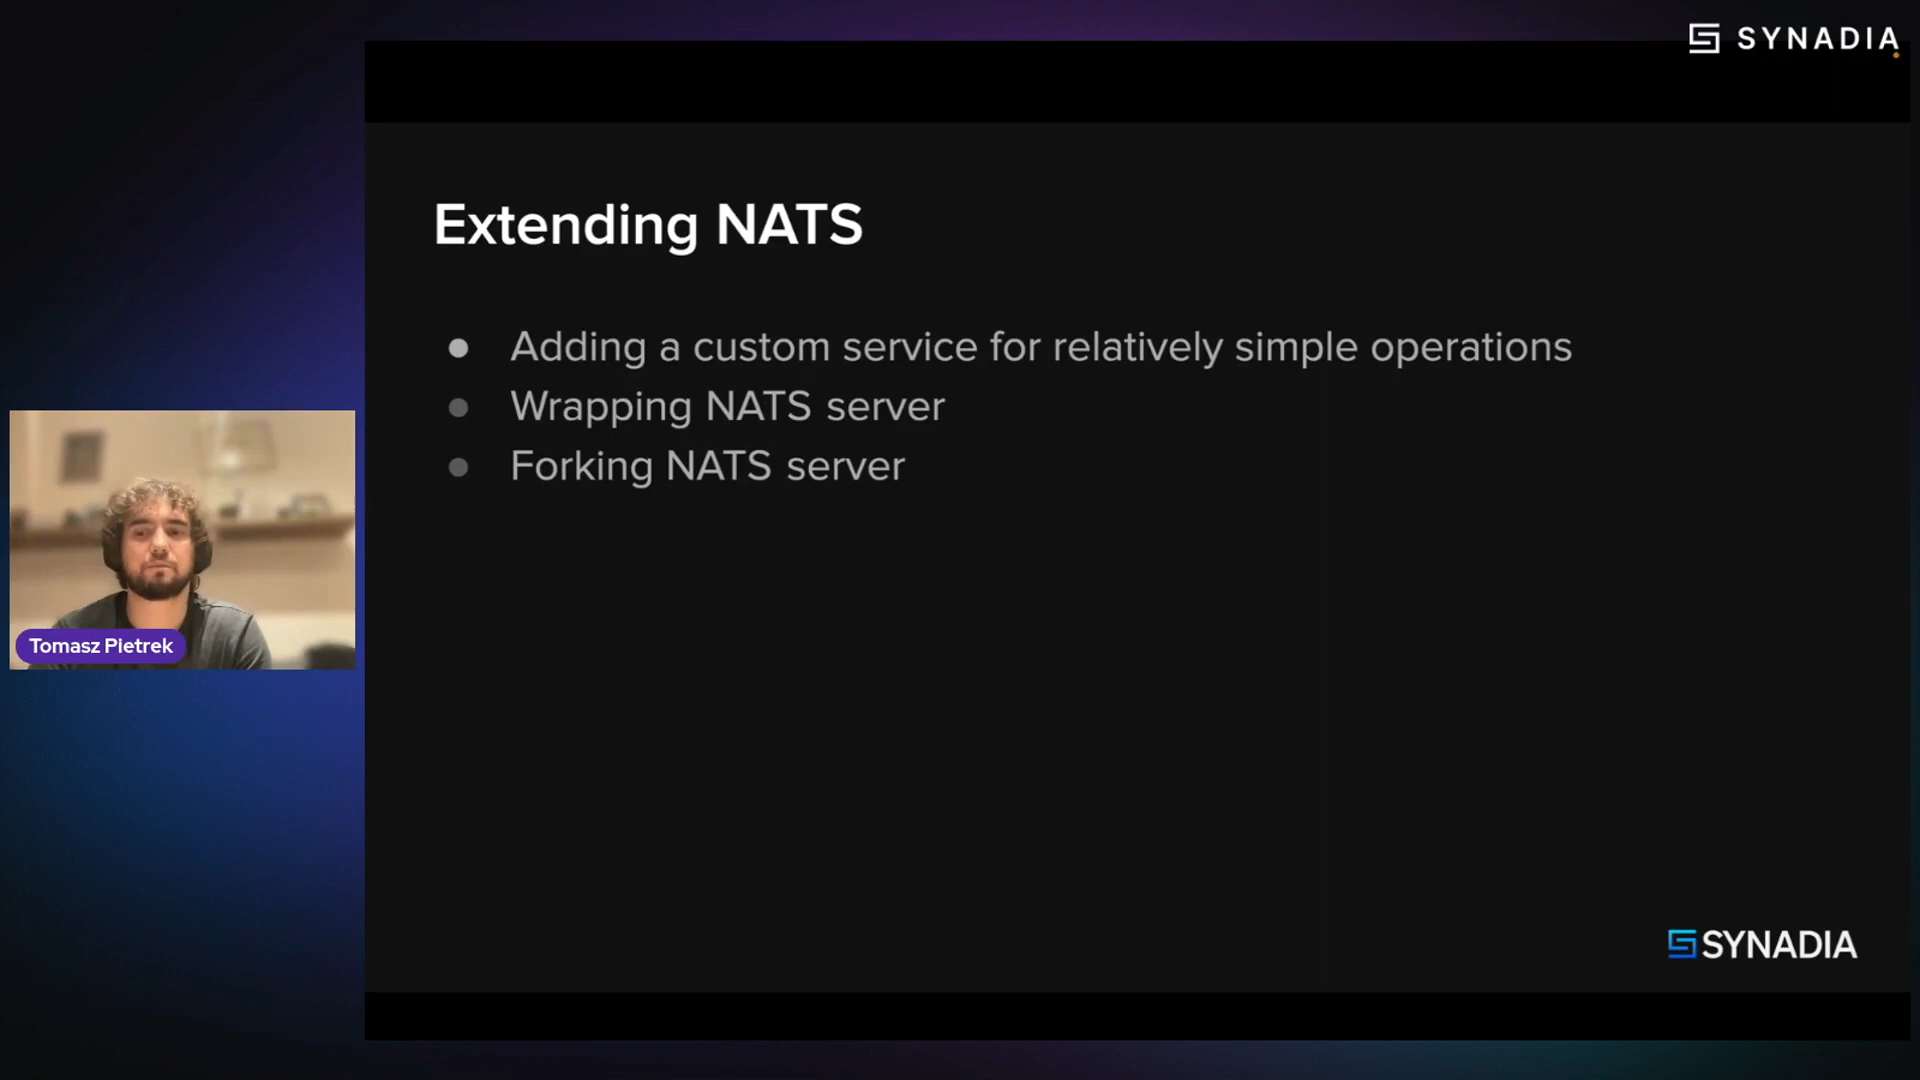 SYNADIA
Extending NATS
● Adding a custom service for relatively simple operations
● Wrapping NATS server
● Forking NATS server
Tomasz Pietrek
SYNADIA